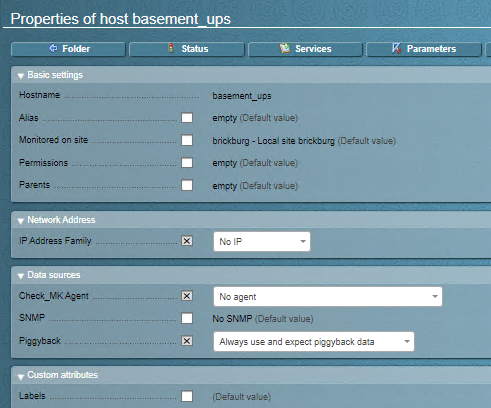 Properties of host basement_ups
Folder Status Services Parameters
Basic settings
Hostname basement_ups
Alias empty (Default value)
Monitored on site brickburg - Local site brickburg (Default value)
Permissions empty (Default value)
Parents empty (Default value)
Network Address
IP Address Family No IP
Data sources
Check_MK Agent No agent
SNMP No SNMP (Default value)
Piggyback Always use and expect piggyback data
Custom attributes
Labels (Default value)